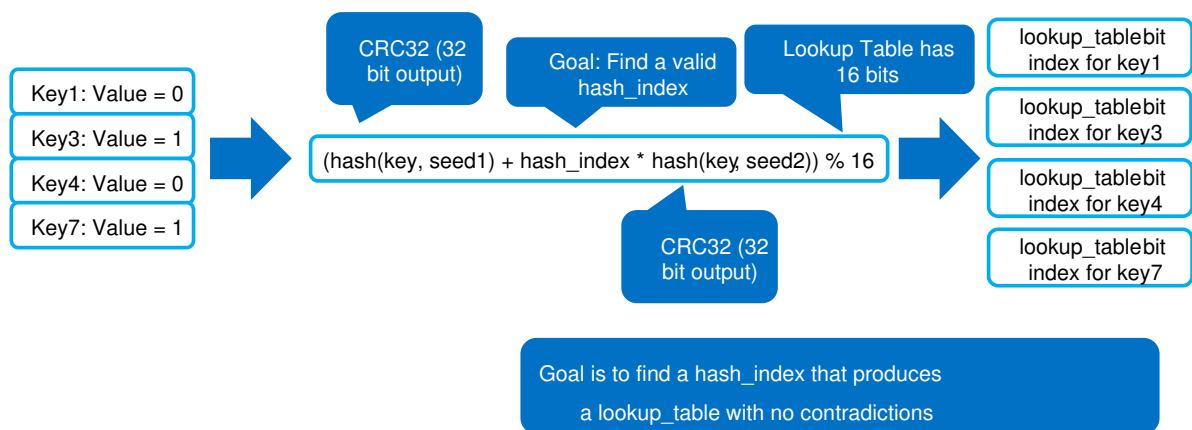 Key1: Value = 0
Key3: Value = 1
Key4: Value = 0
Key7: Value = 1
CRC32 (32
bit output)
Goal: Find a valid
hash_index
Lookup Table has
16 bits
(hash(key, seed1) + hash_index * hash(key, seed2)) % 16
CRC32 (32
bit output)
lookup_tablebit
index for key1
lookup_tablebit
index for key3
lookup_tablebit
index for key4
lookup_tablebit
index for key7
Goal is to find a hash_index that produces
a lookup_table with no contradictions